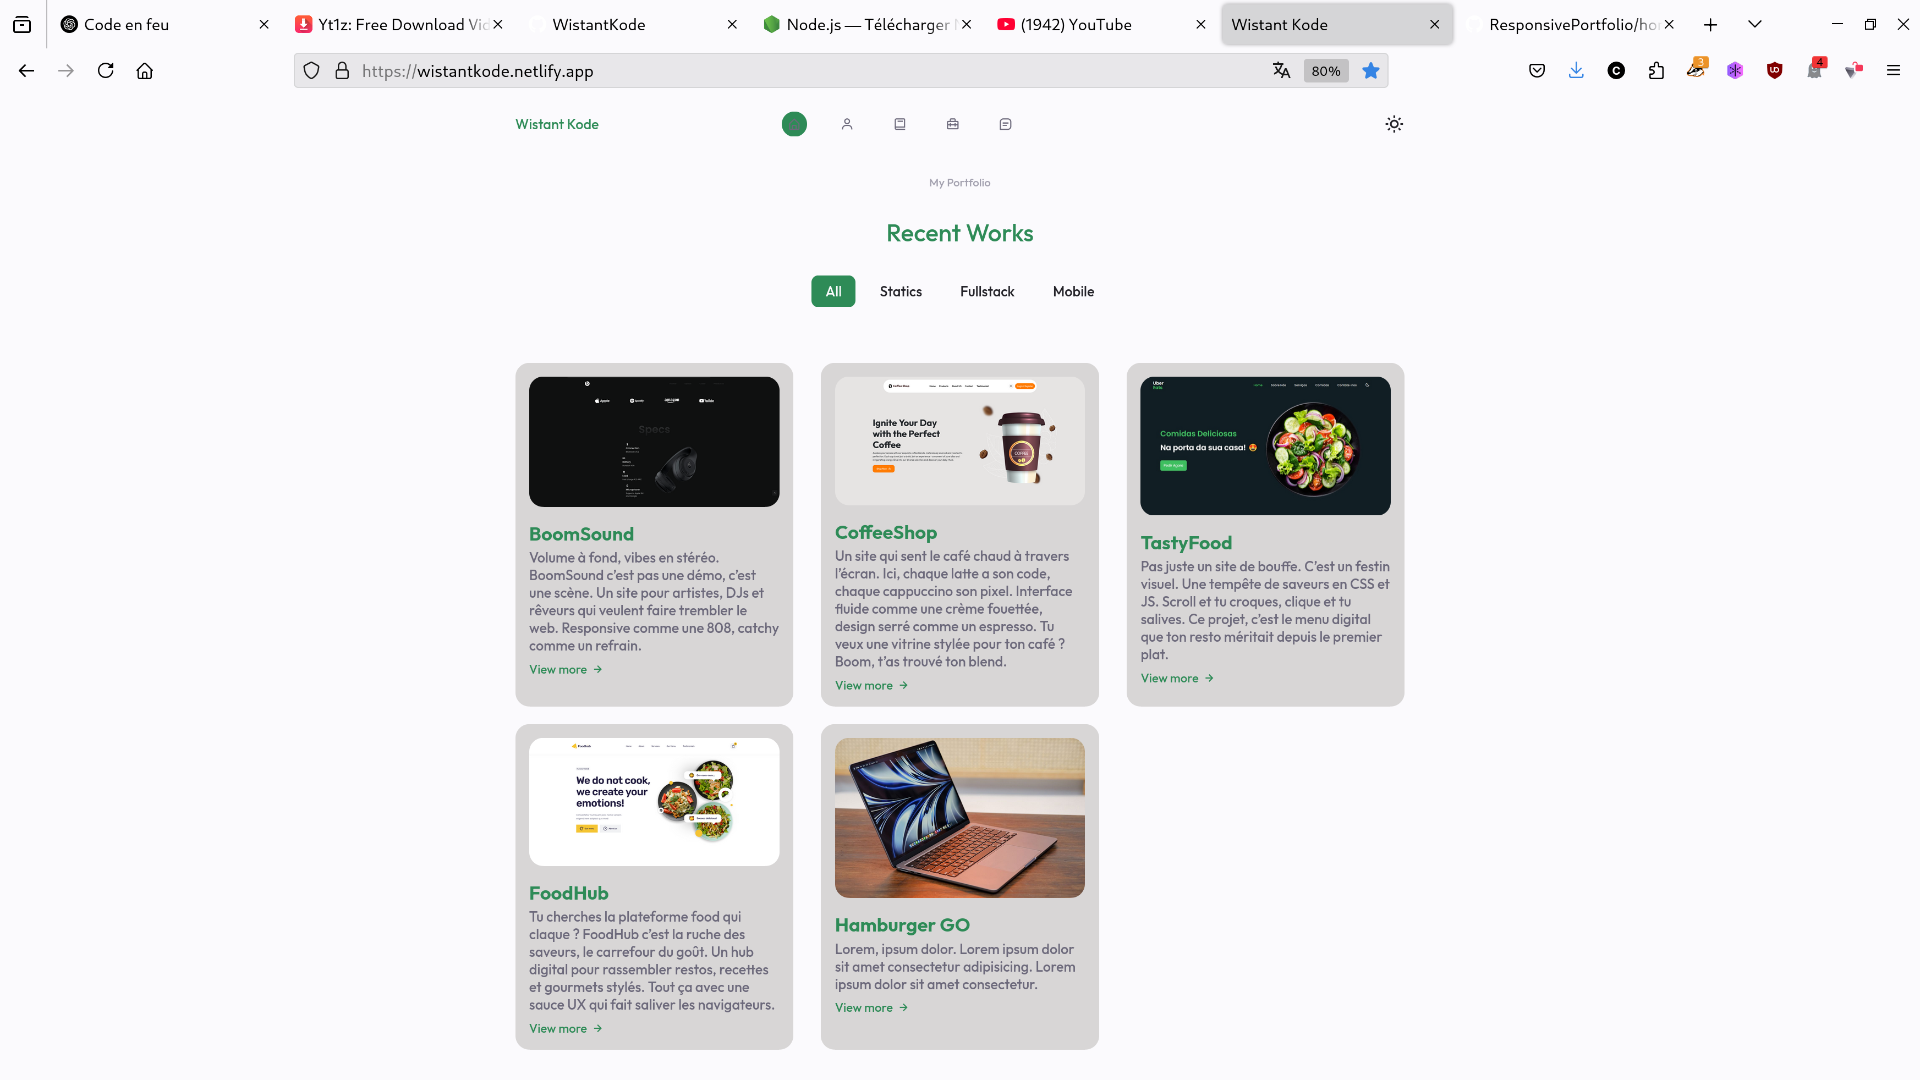 Code en feu
Yt1z: Free Download Vid
WistantKode
Node.js — Télécharger
(1942) YouTube
Wistant Kode
ResponsivePortfolio/ho
https://wistantkode.netlify.app
80%
3
4
Wistant Kode
My Portfolio
Recent Works
All
Statics
Fullstack
Mobile
Specs
BoomSound
Volume à fond, vibes en stéréo.
BoomSound c’est pas une démo, c’est
une scène. Un site pour artistes, DJs et
rêveurs qui veulent faire trembler le
web. Responsive comme une 808, catchy
comme un refrain.
View more →
Ignite Your Day
with the Perfect
Coffee
CoffeeShop
Un site qui sent le café chaud à travers
l’écran. Ici, chaque latte a son code,
chaque cappuccino son pixel. Interface
fluide comme une crème fouettée,
design serré comme un espresso. Tu
veux une vitrine stylée pour ton café ?
Boom, t’as trouvé ton blend.
View more →
Comidas Deliciosas
Na porta da sua casa! 😍
TastyFood
Pas juste un site de bouffe. C’est un festin
visuel. Une tempête de saveurs en CSS et
JS. Scroll et tu croques, clique et tu
salives. Ce projet, c’est le menu digital
que ton resto méritait depuis le premier
plat.
View more →
We do not cook,
we create your
emotions!
FoodHub
Tu cherches la plateforme food qui
claque ? FoodHub c’est la ruche des
saveurs, le carrefour du goût. Un hub
digital pour rassembler restos, recettes
et gourmets stylés. Tout ça avec une
sauce UX qui fait saliver les navigateurs.
View more →
Hamburger GO
Lorem, ipsum dolor. Lorem ipsum dolor
sit amet consectetur adipisicing. Lorem
ipsum dolor sit amet consectetur.
View more →